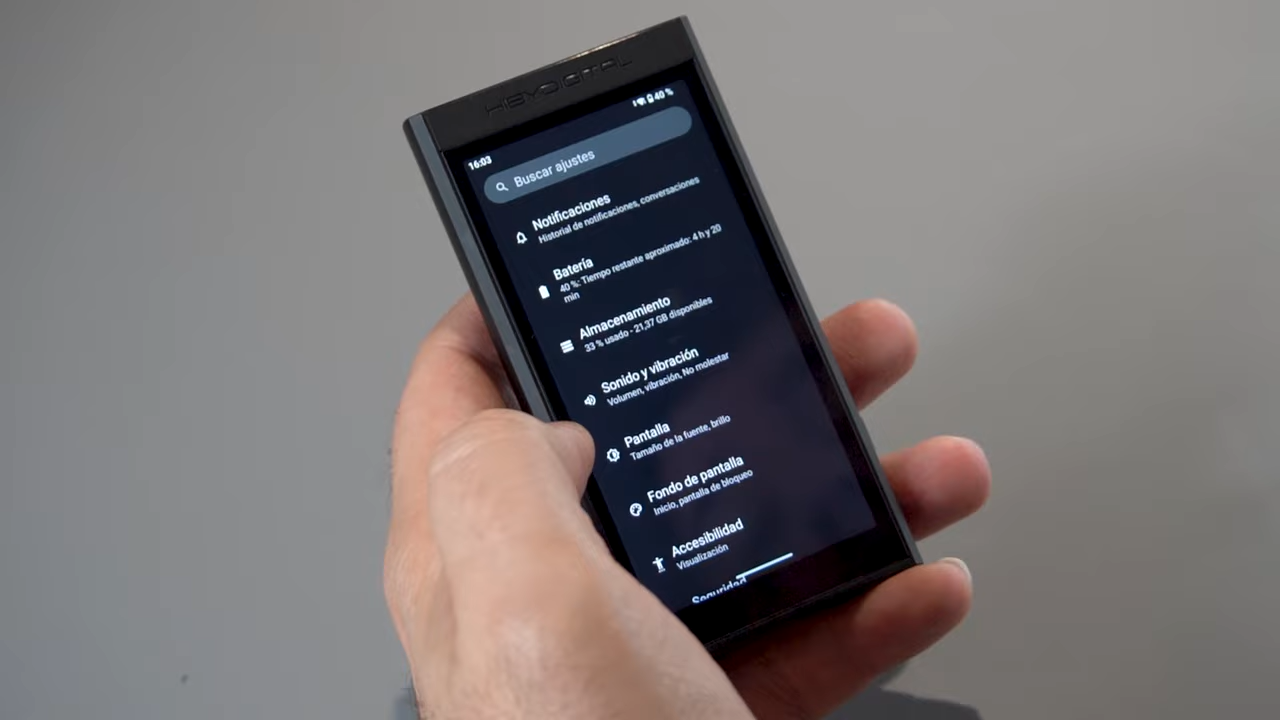 HIBYDIGITAL
40 %
16:03
Buscar ajustes
Notificaciones
Historial de notificaciones, conversaciones
Batería
40 %: Tiempo restante aproximado: 4 h y 20
min
Almacenamiento
33 % usado - 21,37 GB disponibles
Sonido y vibración
Volumen, vibración, No molestar
Pantalla
Tamaño de la fuente, brillo
Fondo de pantalla
Inicio, pantalla de bloqueo
Accesibilidad
Visualización
Seguridad